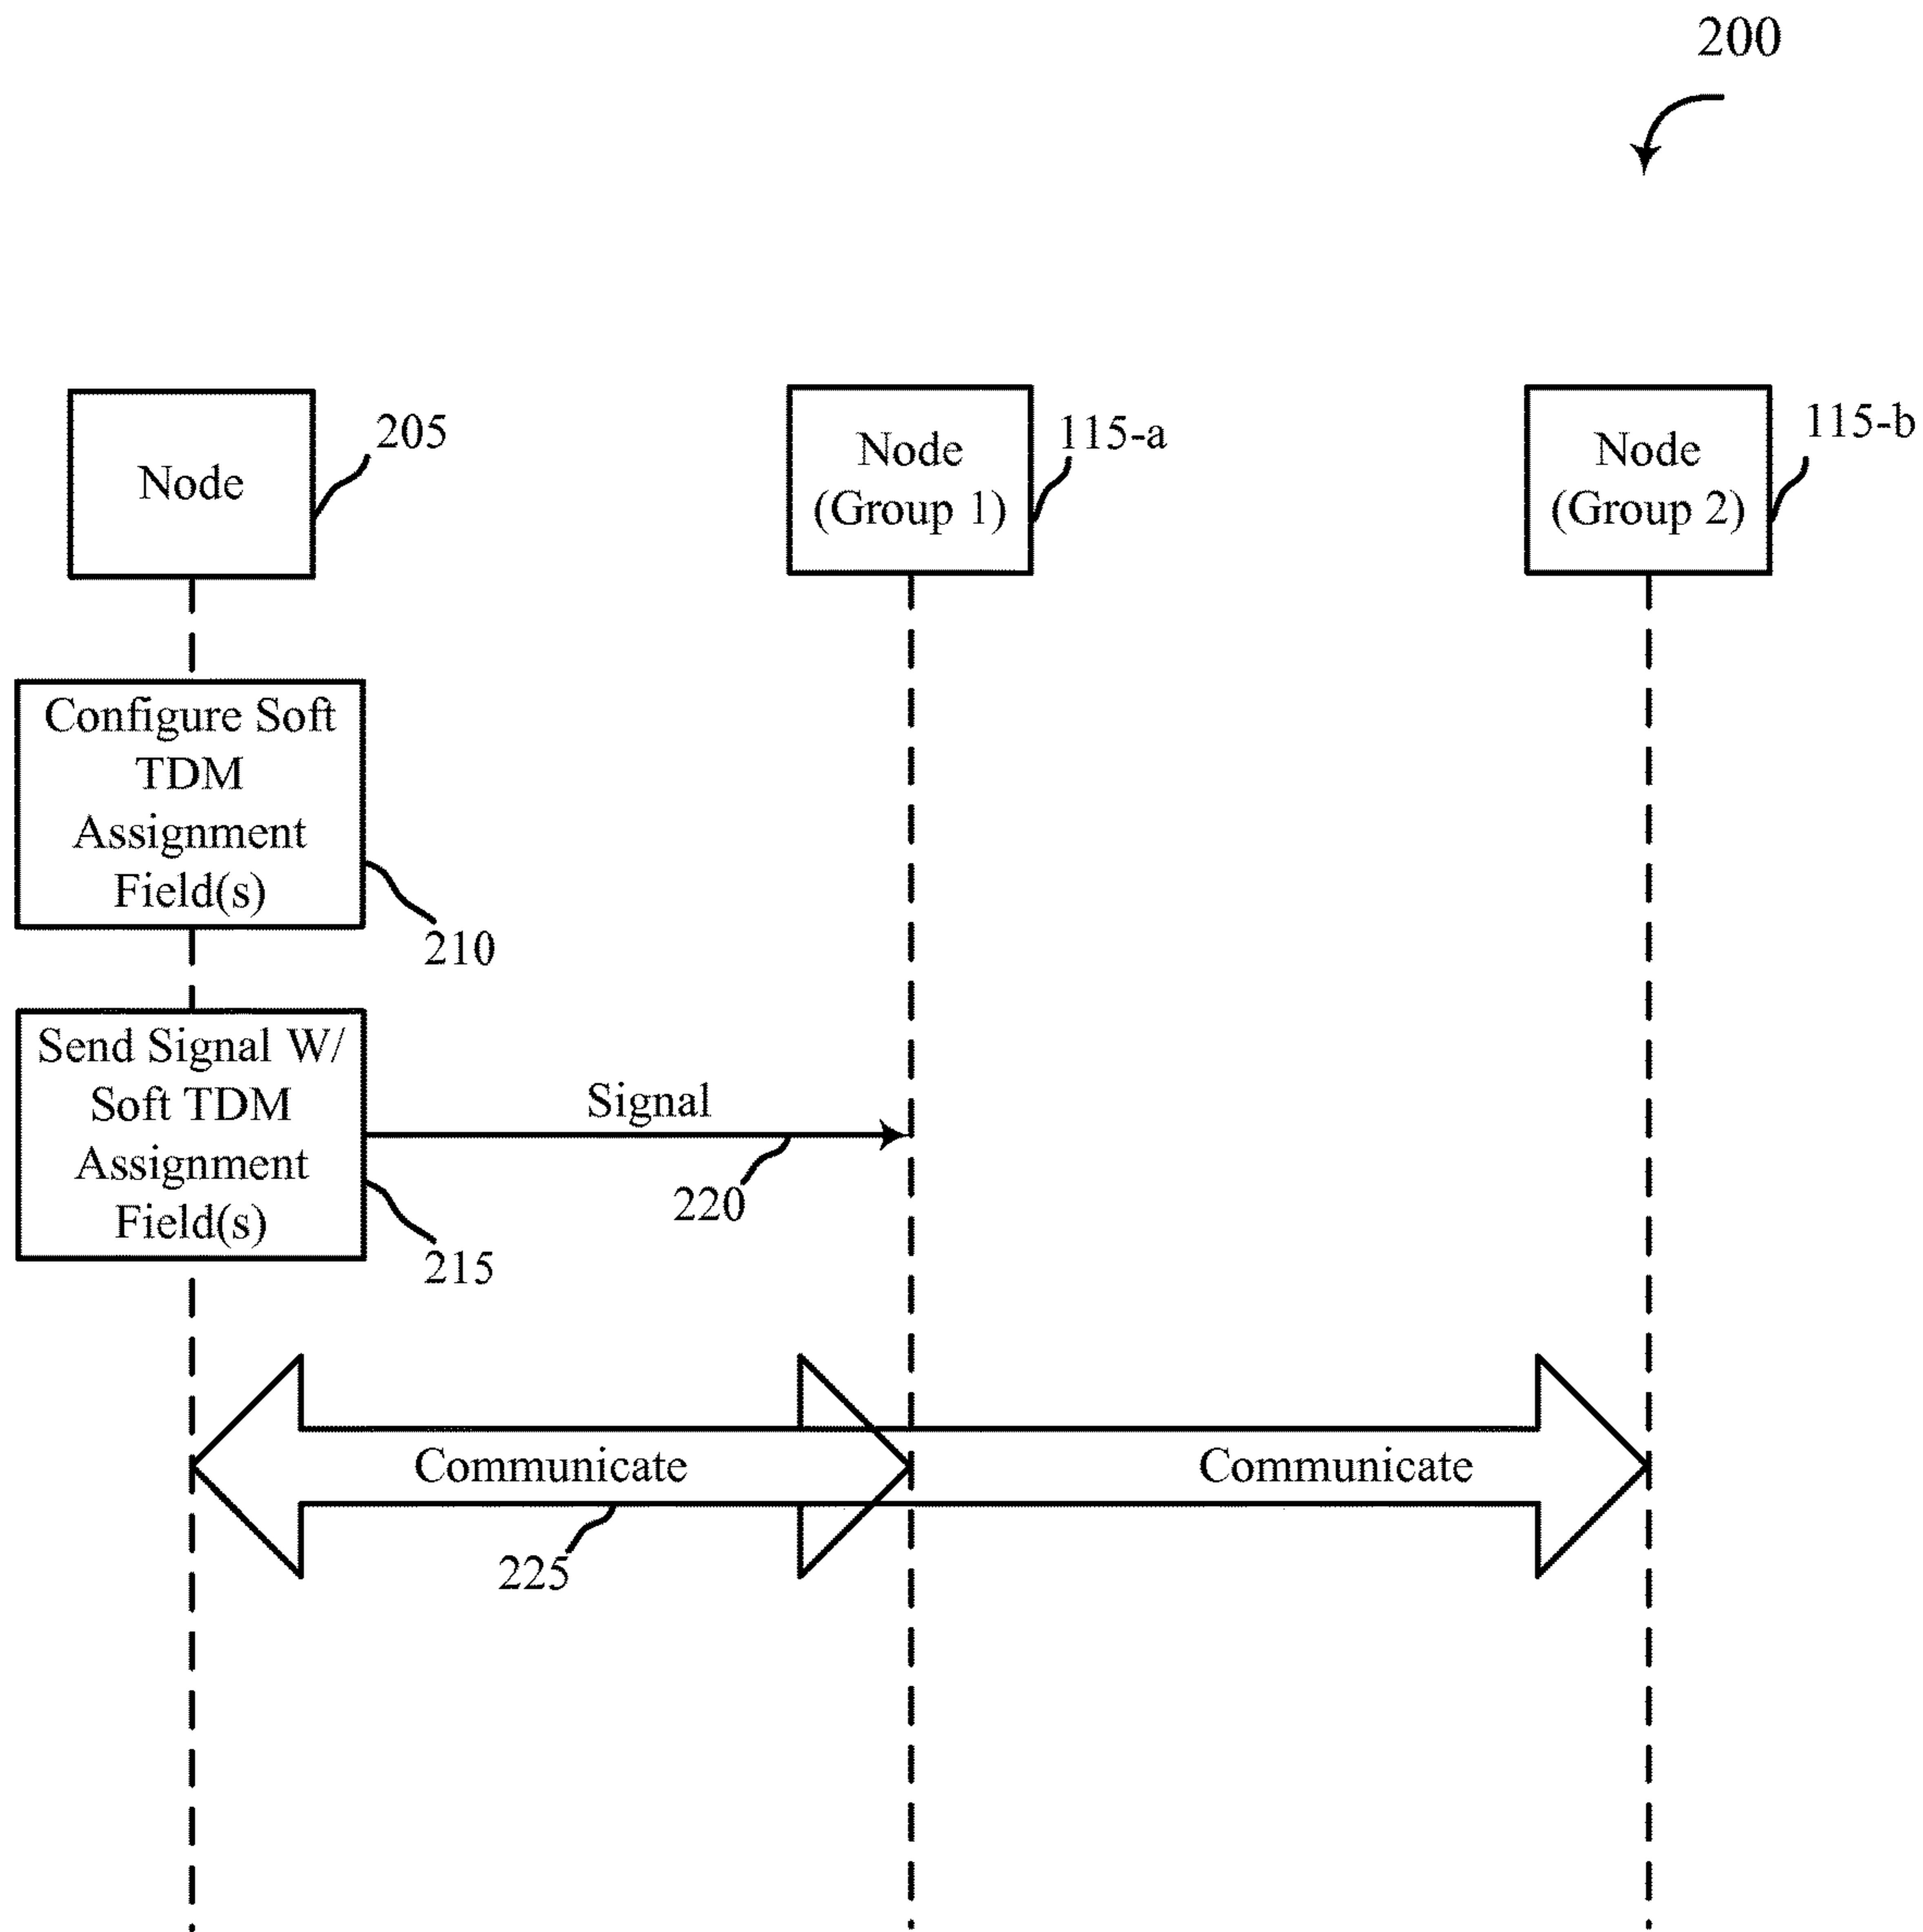 200
205
115-a
115-b
Node
Node
(Group 1)
Node
(Group 2)
Configure Soft
TDM
Assignment
Field(s)
210
Send Signal W/
Soft TDM
Assignment
Field(s)
215
Signal
220
Communicate
Communicate
225